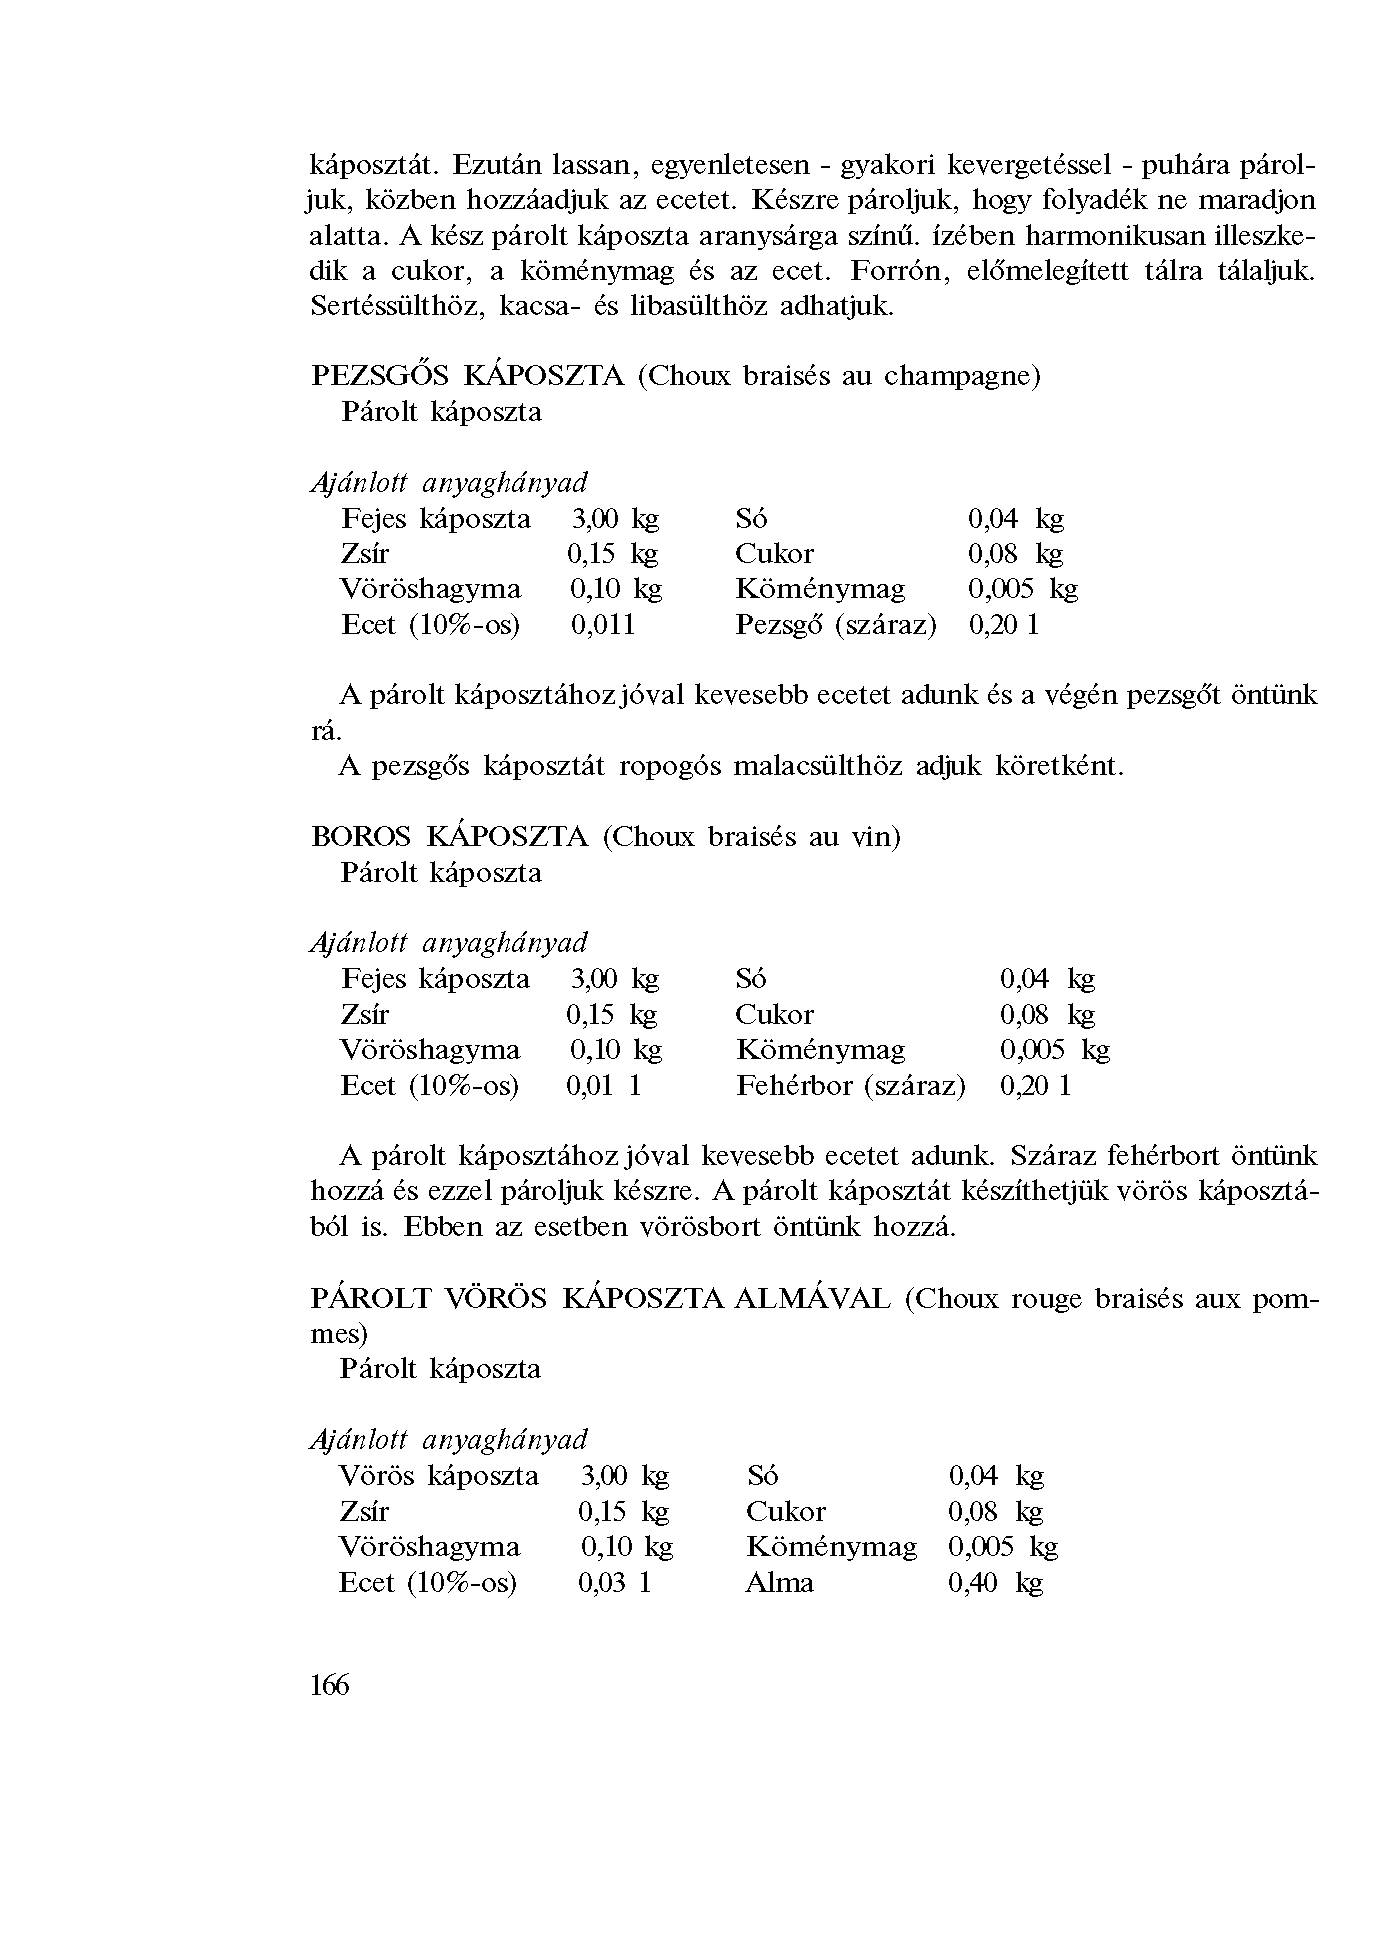 káposztát. Ezután lassan, egyenletesen - gyakori kevergetéssel - puhára párol-
juk, közben hozzáadjuk az ecetet. Készre pároljuk, hogy folyadék ne maradjon
alatta. A kész párolt káposzta aranysárga színű. ízében harmonikusan illeszke-
dik a cukor, a köménymag és az ecet. Forrón, előmelegített tálra tálaljuk.
Sertéssülthöz, kacsa- és libasülthöz adhatjuk.
PEZSGŐS KÁPOSZTA (Choux braisés au champagne)
Párolt káposzta
Ajánlott anyaghányad
Fejes káposzta 3,00 kg Só 0,04 kg
Zsír 0,15 kg Cukor 0,08 kg
Vöröshagyma 0,10 kg Köménymag 0,005 kg
Ecet (10%-os) 0,011 Pezsgő (száraz) 0,20 l
A párolt káposztához jóval kevesebb ecetet adunk és a végén pezsgőt öntünk
rá.
A pezsgős káposztát ropogós malacsülthöz adjuk köretként.
BOROS KÁPOSZTA (Choux braisés au vin)
Párolt káposzta
Ajánlott anyaghányad
Fejes káposzta 3,00 kg Só 0,04 kg
Zsír 0,15 kg Cukor 0,08 kg
Vöröshagyma 0,10 kg Köménymag 0,005 kg
Ecet (10%-os) 0,01 l Fehérbor (száraz) 0,20 l
A párolt káposztához jóval kevesebb ecetet adunk. Száraz fehérbort öntünk
hozzá és ezzel pároljuk készre. A párolt káposztát készíthetjük vörös káposztá-
ból is. Ebben az esetben vörösbort öntünk hozzá.
PÁROLT VÖRÖS KÁPOSZTA ALMÁVAL (Choux rouge braisés aux pom-
mes)
Párolt káposzta
Ajánlott anyaghányad
Vörös káposzta 3,00 kg Só 0,04 kg
Zsír 0,15 kg Cukor 0,08 kg
Vöröshagyma 0,10 kg Köménymag 0,005 kg
Ecet (10%-os) 0,03 l Alma 0,40 kg
166